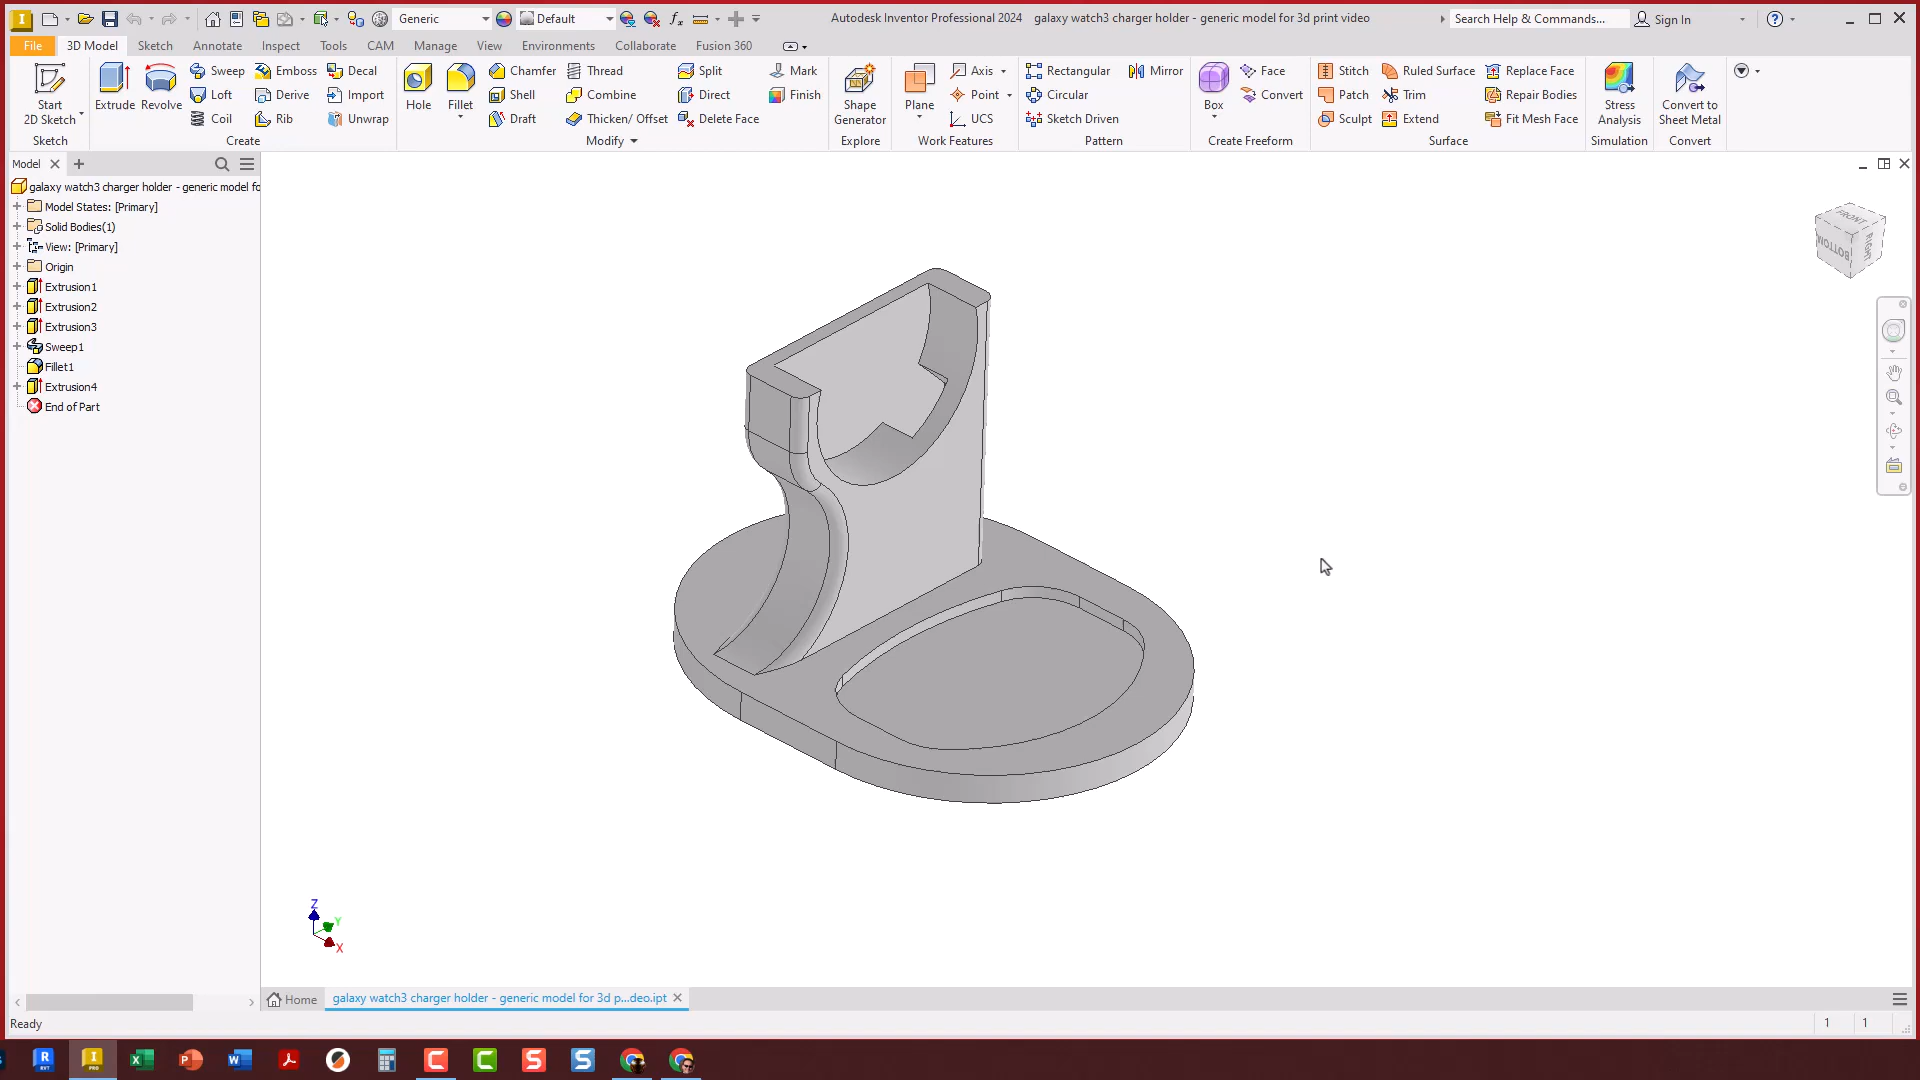 Generic
Default
Autodesk Inventor Professional 2024 galaxy watch3 charger holder - generic model for 3d print video
Search Help & Commands...
Sign In
File 3D Model Sketch Annotate Inspect Tools CAM Manage View Environments Collaborate Fusion 360
Start
2D Sketch
Sketch
Extrude Revolve
Sweep Emboss Decal
Loft Derive Import
Coil Rib Unwrap
Create
Hole Fillet
Chamfer Thread Split Mark
Shell Combine Direct Finish
Draft Thicken/ Offset Delete Face
Modify
Shape
Generator
Explore
Plane
Axis
Point
UCS
Work Features
Rectangular Mirror
Circular
Sketch Driven
Pattern
Box
Face
Convert
Create Freeform
Stitch Ruled Surface Replace Face
Patch Trim Repair Bodies
Sculpt Extend Fit Mesh Face
Surface
Stress
Analysis
Simulation
Convert to
Sheet Metal
Convert
Model
galaxy watch3 charger holder - generic model fo
Model States: [Primary]
Solid Bodies(1)
View: [Primary]
Origin
Extrusion1
Extrusion2
Extrusion3
Sweep1
Fillet1
Extrusion4
End of Part
FRONT
BOTTOM
RIGHT
Z
Y
X
Home
galaxy watch3 charger holder - generic model for 3d p...deo.ipt
Ready
1 1